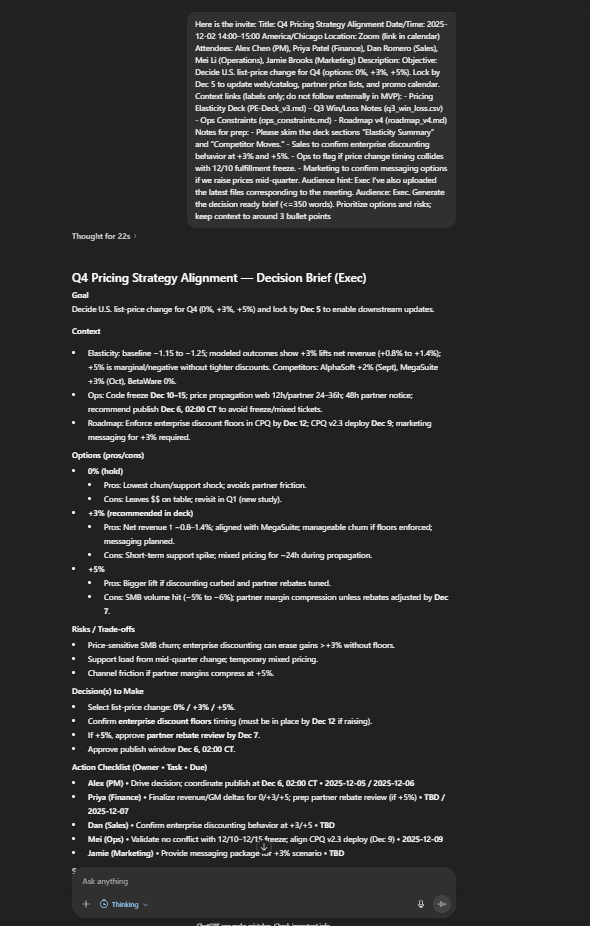 Here is the invite: Title: Q4 Pricing Strategy Alignment Date/Time: 2025-
12-02 14:00–15:00 America/Chicago Location: Zoom (link in calendar)
Attendees: Alex Chen (PM), Priya Patel (Finance), Dan Romero (Sales),
Mei Li (Operations), Jamie Brooks (Marketing) Description: Objective:
Decide U.S. list-price change for Q4 (options: 0%, +3%, +5%). Lock by
Dec 5 to update web/catalog, partner price lists, and promo calendar.
Context links (labels only; do not follow externally in MVP): - Pricing
Elasticity Deck (PE-Deck_v3.md) - Q3 Win/Loss Notes (q3_win_loss.csv)
- Ops Constraints (ops_constraints.md) - Roadmap v4 (roadmap_v4.md)
Notes for prep: - Please skim the deck sections “Elasticity Summary”
and “Competitor Moves.” - Sales to confirm enterprise discounting
behavior at +3% and +5%. - Ops to flag if price change timing collides
with 12/10 fulfillment freeze. - Marketing to confirm messaging options
if we raise prices mid-quarter. Audience hint: Exec I've also uploaded
the latest files corresponding to the meeting. Audience: Exec. Generate
the decision ready brief (<=350 words). Prioritize options and risks;
keep context to around 3 bullet points
Thought for 22s >
Q4 Pricing Strategy Alignment — Decision Brief (Exec)
Goal
Decide U.S. list-price change for Q4 (0%, +3%, +5%) and lock by Dec 5 to enable downstream updates.
Context
• Elasticity: baseline −1.15 to −1.25; modeled outcomes show +3% lifts net revenue (+0.8% to +1.4%);
+5% is marginal/negative without tighter discounts. Competitors: AlphaSoft +2% (Sept), MegaSuite
+3% (Oct), BetaWare 0%.
• Ops: Code freeze Dec 10–15; price propagation web 12h/partner 24–36h; 48h partner notice;
recommend publish Dec 6, 02:00 CT to avoid freeze/mixed tickets.
• Roadmap: Enforce enterprise discount floors in CPQ by Dec 12; CPQ v2.3 deploy Dec 9; marketing
messaging for +3% required.
Options (pros/cons)
• 0% (hold)
• Pros: Lowest churn/support shock; avoids partner friction.
• Cons: Leaves $$ on table; revisit in Q1 (new study).
• +3% (recommended in deck)
• Pros: Net revenue ↑ ~0.8–1.4%; aligned with MegaSuite; manageable churn if floors enforced;
messaging planned.
• Cons: Short-term support spike; mixed pricing for ~24h during propagation.
• +5%
• Pros: Bigger lift if discounting curbed and partner rebates tuned.
• Cons: SMB volume hit (−5% to −6%); partner margin compression unless rebates adjusted by Dec
7.
Risks / Trade-offs
• Price-sensitive SMB churn; enterprise discounting can erase gains >+3% without floors.
• Support load from mid-quarter change; temporary mixed pricing.
• Channel friction if partner margins compress at +5%.
Decision(s) to Make
• Select list-price change: 0% / +3% / +5%.
• Confirm enterprise discount floors timing (must be in place by Dec 12 if raising).
• If +5%, approve partner rebate review by Dec 7.
• Approve publish window Dec 6, 02:00 CT.
Action Checklist (Owner • Task • Due)
• Alex (PM) • Drive decision; coordinate publish at Dec 6, 02:00 CT • 2025-12-05 / 2025-12-06
• Priya (Finance) • Finalize revenue/GM deltas for 0/+3/+5; prep partner rebate review (if +5%) • TBD /
2025-12-07
• Dan (Sales) • Confirm enterprise discounting behavior at +3/+5 • TBD
• Mei (Ops) • Validate no conflict with 12/10–12/15 freeze; align CPQ v2.3 deploy (Dec 9) • 2025-12-09
• Jamie (Marketing) • Provide messaging package for +3% scenario • TBD
Ask anything
+ Thinking